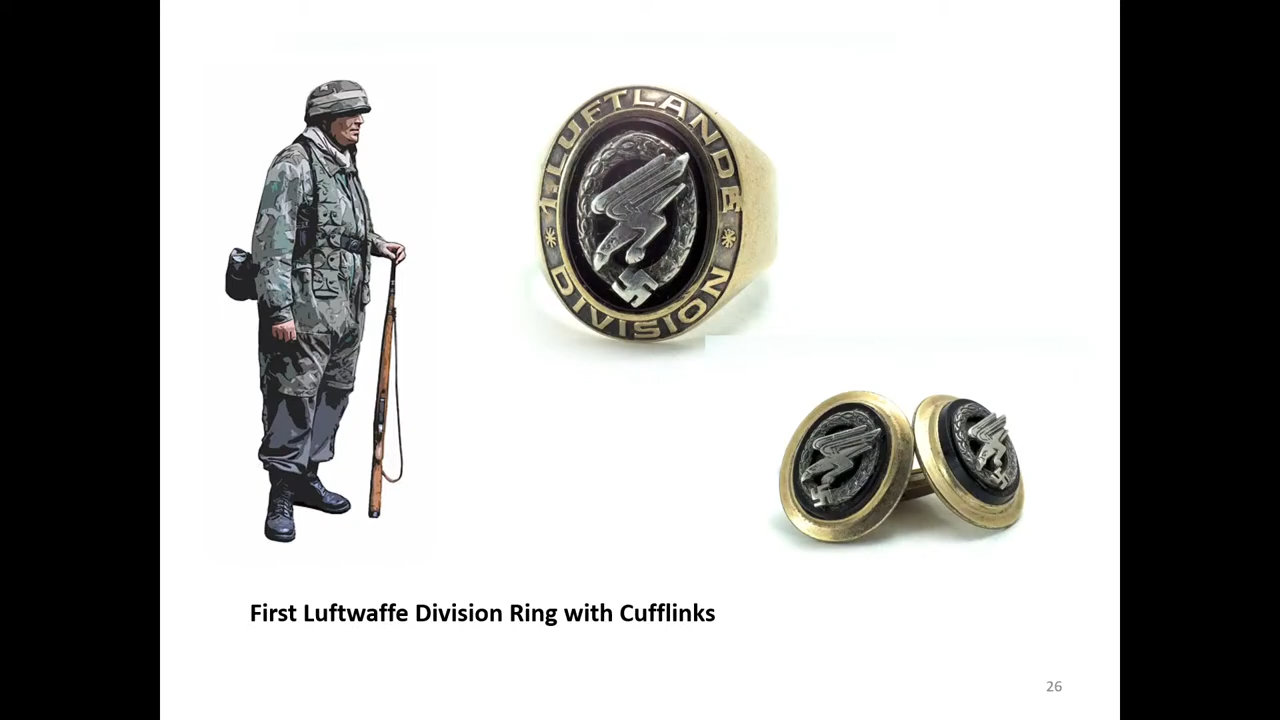 1. LUFTLANDE
* DIVISION *
First Luftwaffe Division Ring with Cufflinks
26